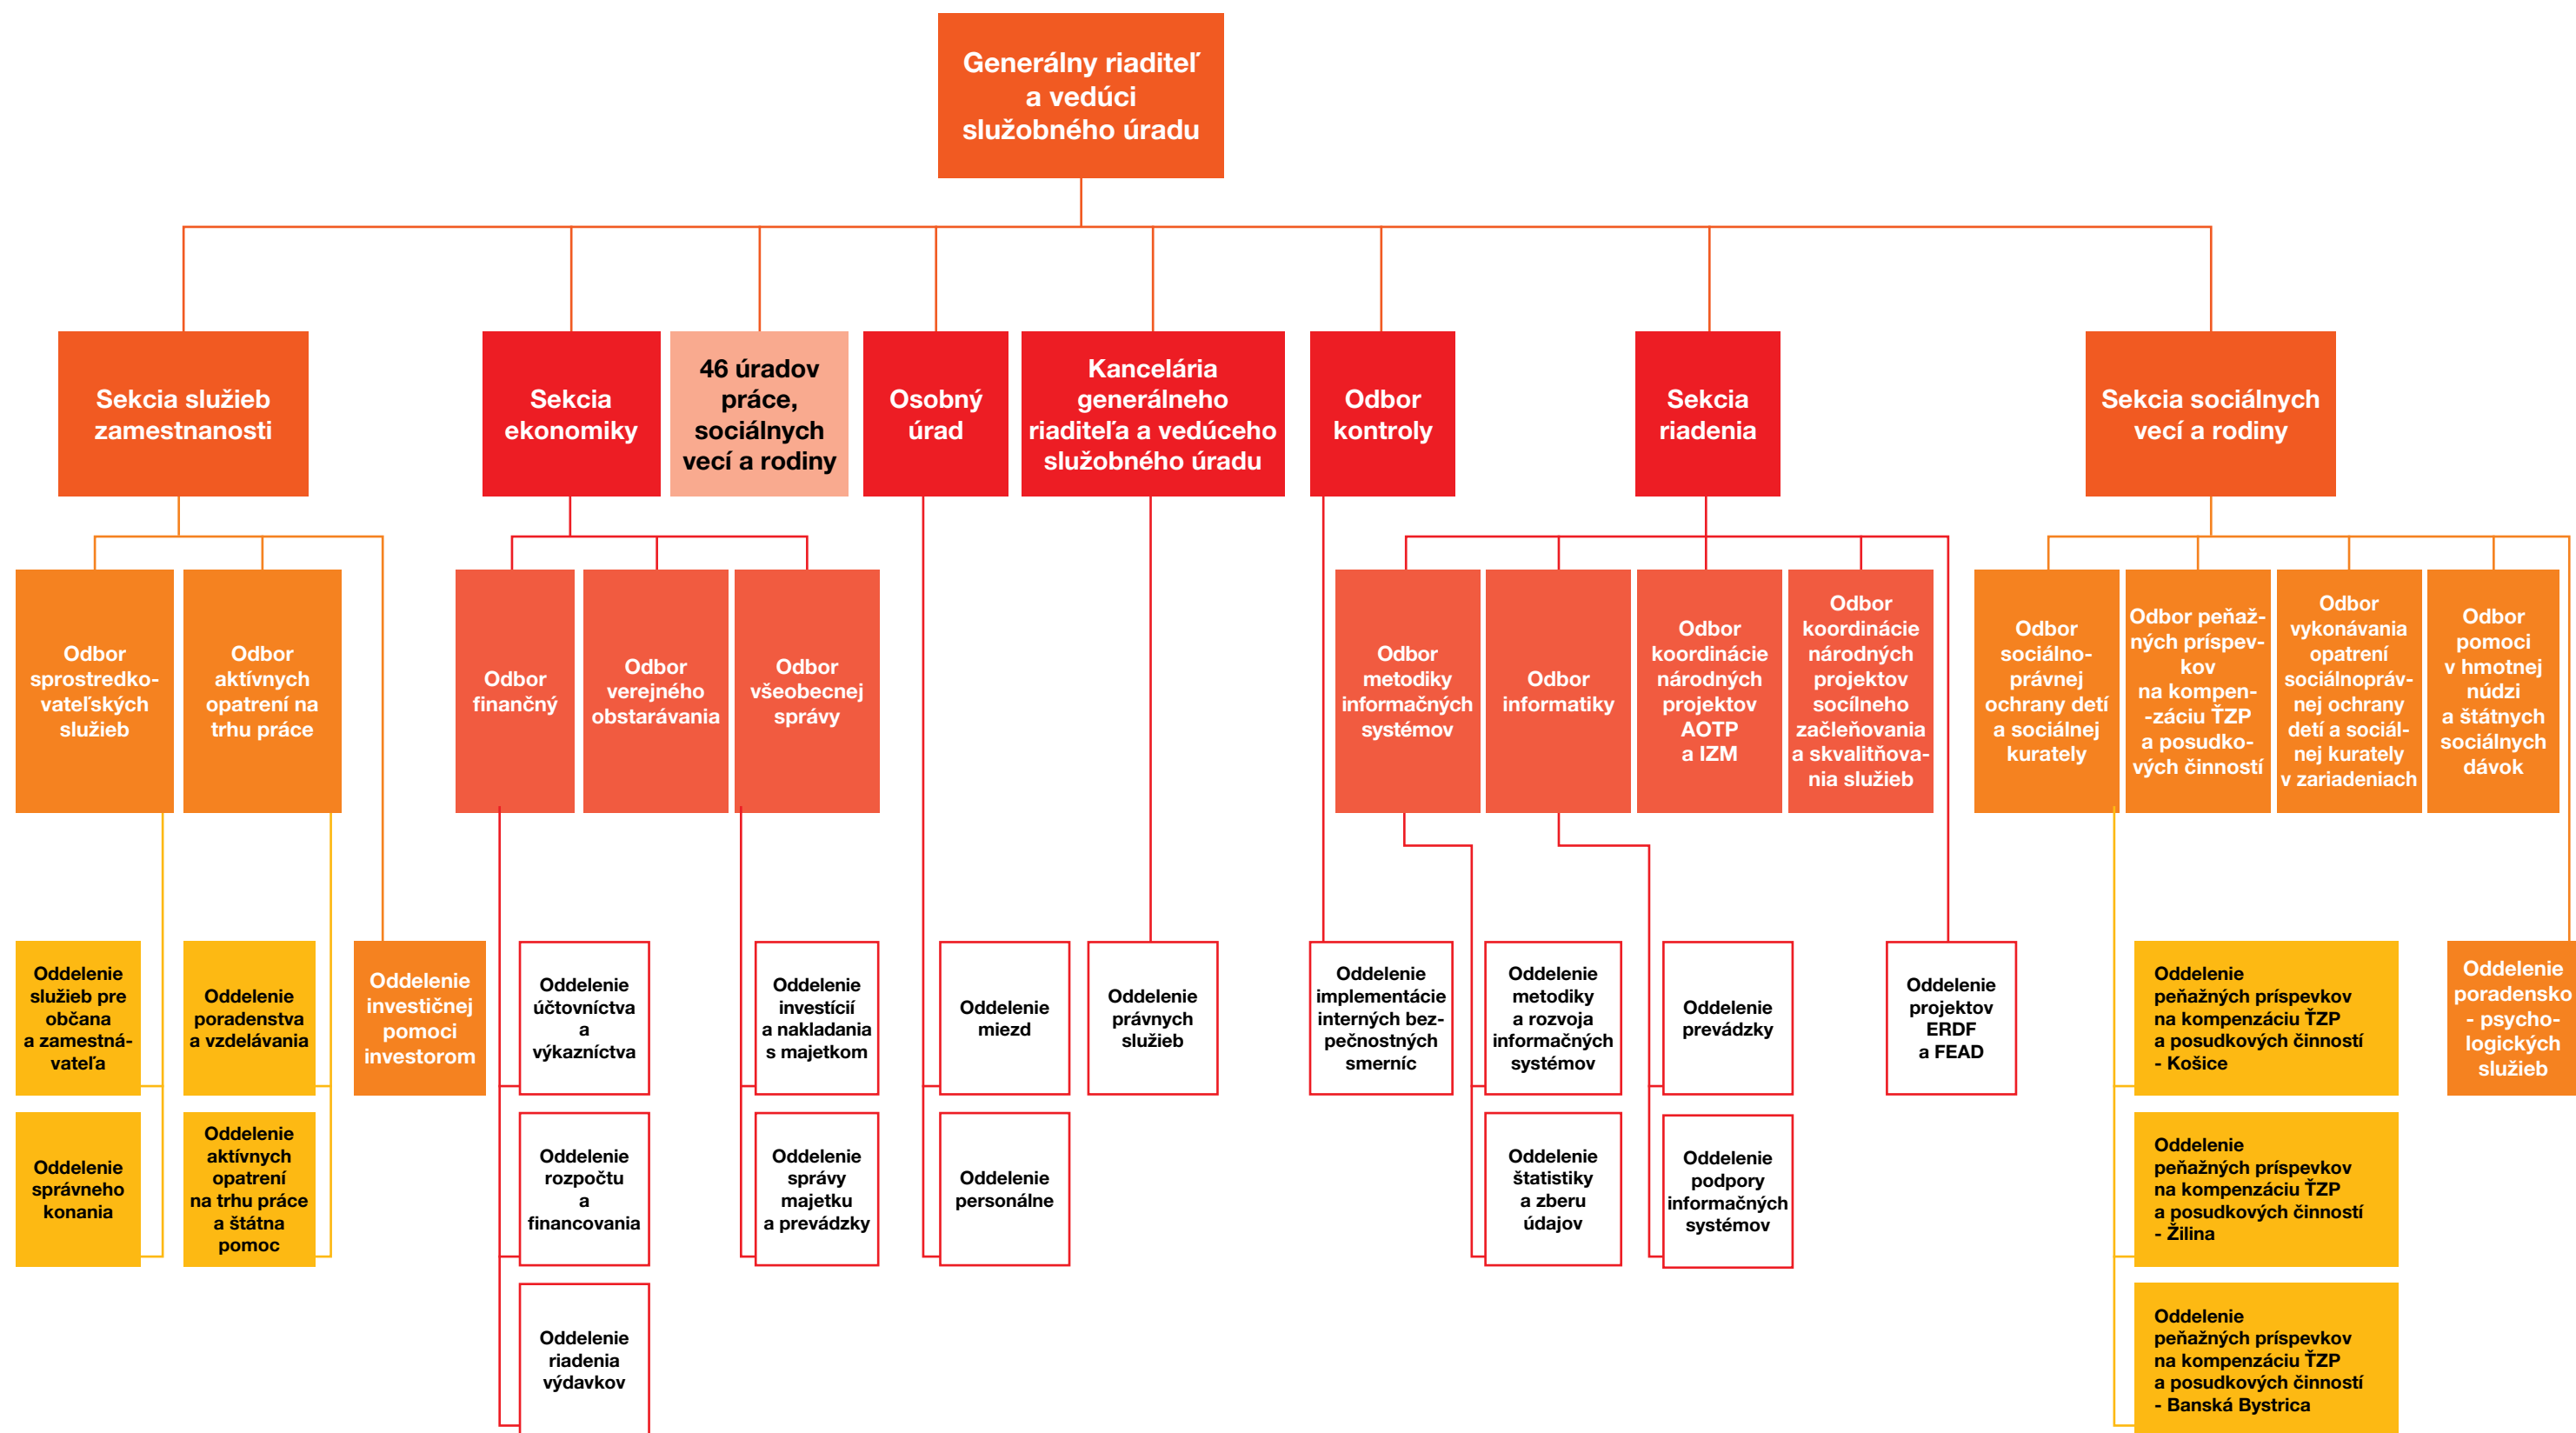 Generálny riaditeľ
a vedúci
služobného úradu
Sekcia služieb
zamestnanosti
Sekcia
ekonomiky
46 úradov
práce,
sociálnych
vecí a rodiny
Osobný
úrad
Kancelária
generálneho
riaditeľa a vedúceho
služobného úradu
Odbor
kontroly
Sekcia
riadenia
Sekcia sociálnych
vecí a rodiny
Odbor
sprostredko-
vateľských
služieb
Odbor
aktívnych
opatrení na
trhu práce
Odbor
finančný
Odbor
verejného
obstarávania
Odbor
všeobecnej
správy
Odbor
metodiky
informačných
systémov
Odbor
informatiky
Odbor
koordinácie
národných
projektov
AOTP
a IZM
Odbor
koordinácie
národných
projektov
socílneho
začleňovania
a skvalitňova-
nia služieb
Odbor
sociálno-
právnej
ochrany detí
a sociálnej
kurately
Odbor peňaž-
ných príspev-
kov
na kompen-
-záciu ŤZP
a posudko-
vých činností
Odbor
vykonávania
opatrení
sociálnopráv-
nej ochrany
detí a sociál-
nej kurately
v zariadeniach
Odbor
pomoci
v hmotnej
núdzi
a štátnych
sociálnych
dávok
Oddelenie
služieb pre
občana
a zamestná-
vateľa
Oddelenie
poradenstva
a vzdelávania
Oddelenie
investičnej
pomoci
investorom
Oddelenie
účtovníctva
a
výkazníctva
Oddelenie
investícií
a nakladania
s majetkom
Oddelenie
miezd
Oddelenie
právnych
služieb
Oddelenie
implementácie
interných bez-
pečnostných
smerníc
Oddelenie
metodiky
a rozvoja
informačných
systémov
Oddelenie
prevádzky
Oddelenie
projektov
ERDF
a FEAD
Oddelenie
peňažných príspevkov
na kompenzáciu ŤZP
a posudkových činností
- Košice
Oddelenie
poradensko
- psycho-
logických
služieb
Oddelenie
správneho
konania
Oddelenie
aktívnych
opatrení
na trhu práce
a štátna
pomoc
Oddelenie
rozpočtu
a
financovania
Oddelenie
správy
majetku
a prevádzky
Oddelenie
personálne
Oddelenie
štatistiky
a zberu
údajov
Oddelenie
podpory
informačných
systémov
Oddelenie
peňažných príspevkov
na kompenzáciu ŤZP
a posudkových činností
- Žilina
Oddelenie
riadenia
výdavkov
Oddelenie
peňažných príspevkov
na kompenzáciu ŤZP
a posudkových činností
- Banská Bystrica